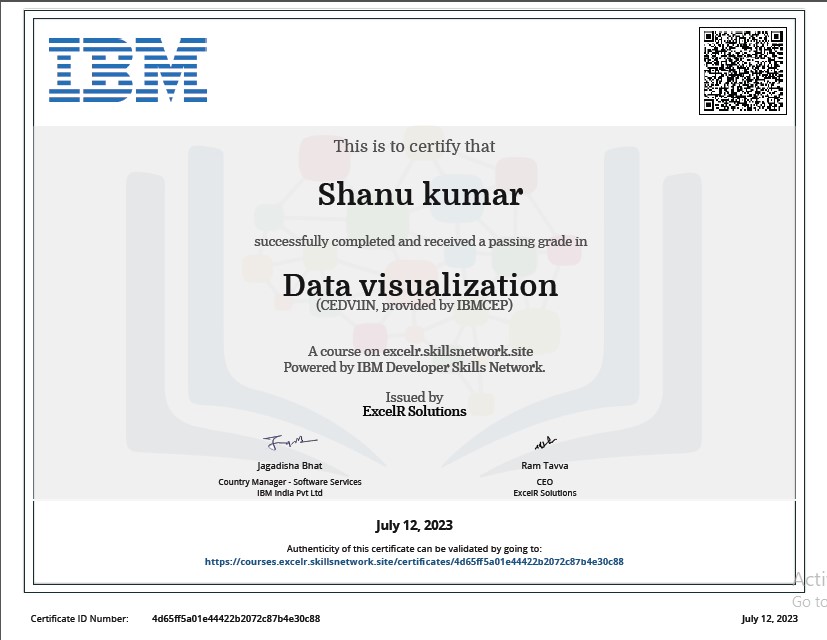 IBM
This is to certify that
Shanu kumar
successfully completed and received a passing grade in
Data visualization
(CEDV1IN, provided by IBMCEP)
A course on excelr.skillsnetwork.site
Powered by IBM Developer Skills Network.
Issued by
ExcelR Solutions
Jagadisha Bhat
Country Manager - Software Services
IBM India Pvt Ltd
Ram Tavva
CEO
ExcelR Solutions
July 12, 2023
Authenticity of this certificate can be validated by going to:
https://courses.excelr.skillsnetwork.site/certificates/4d65ff5a01e44422b2072c87b4e30c88
Acti
Go to
Certificate ID Number: 4d65ff5a01e44422b2072c87b4e30c88
July 12, 2023